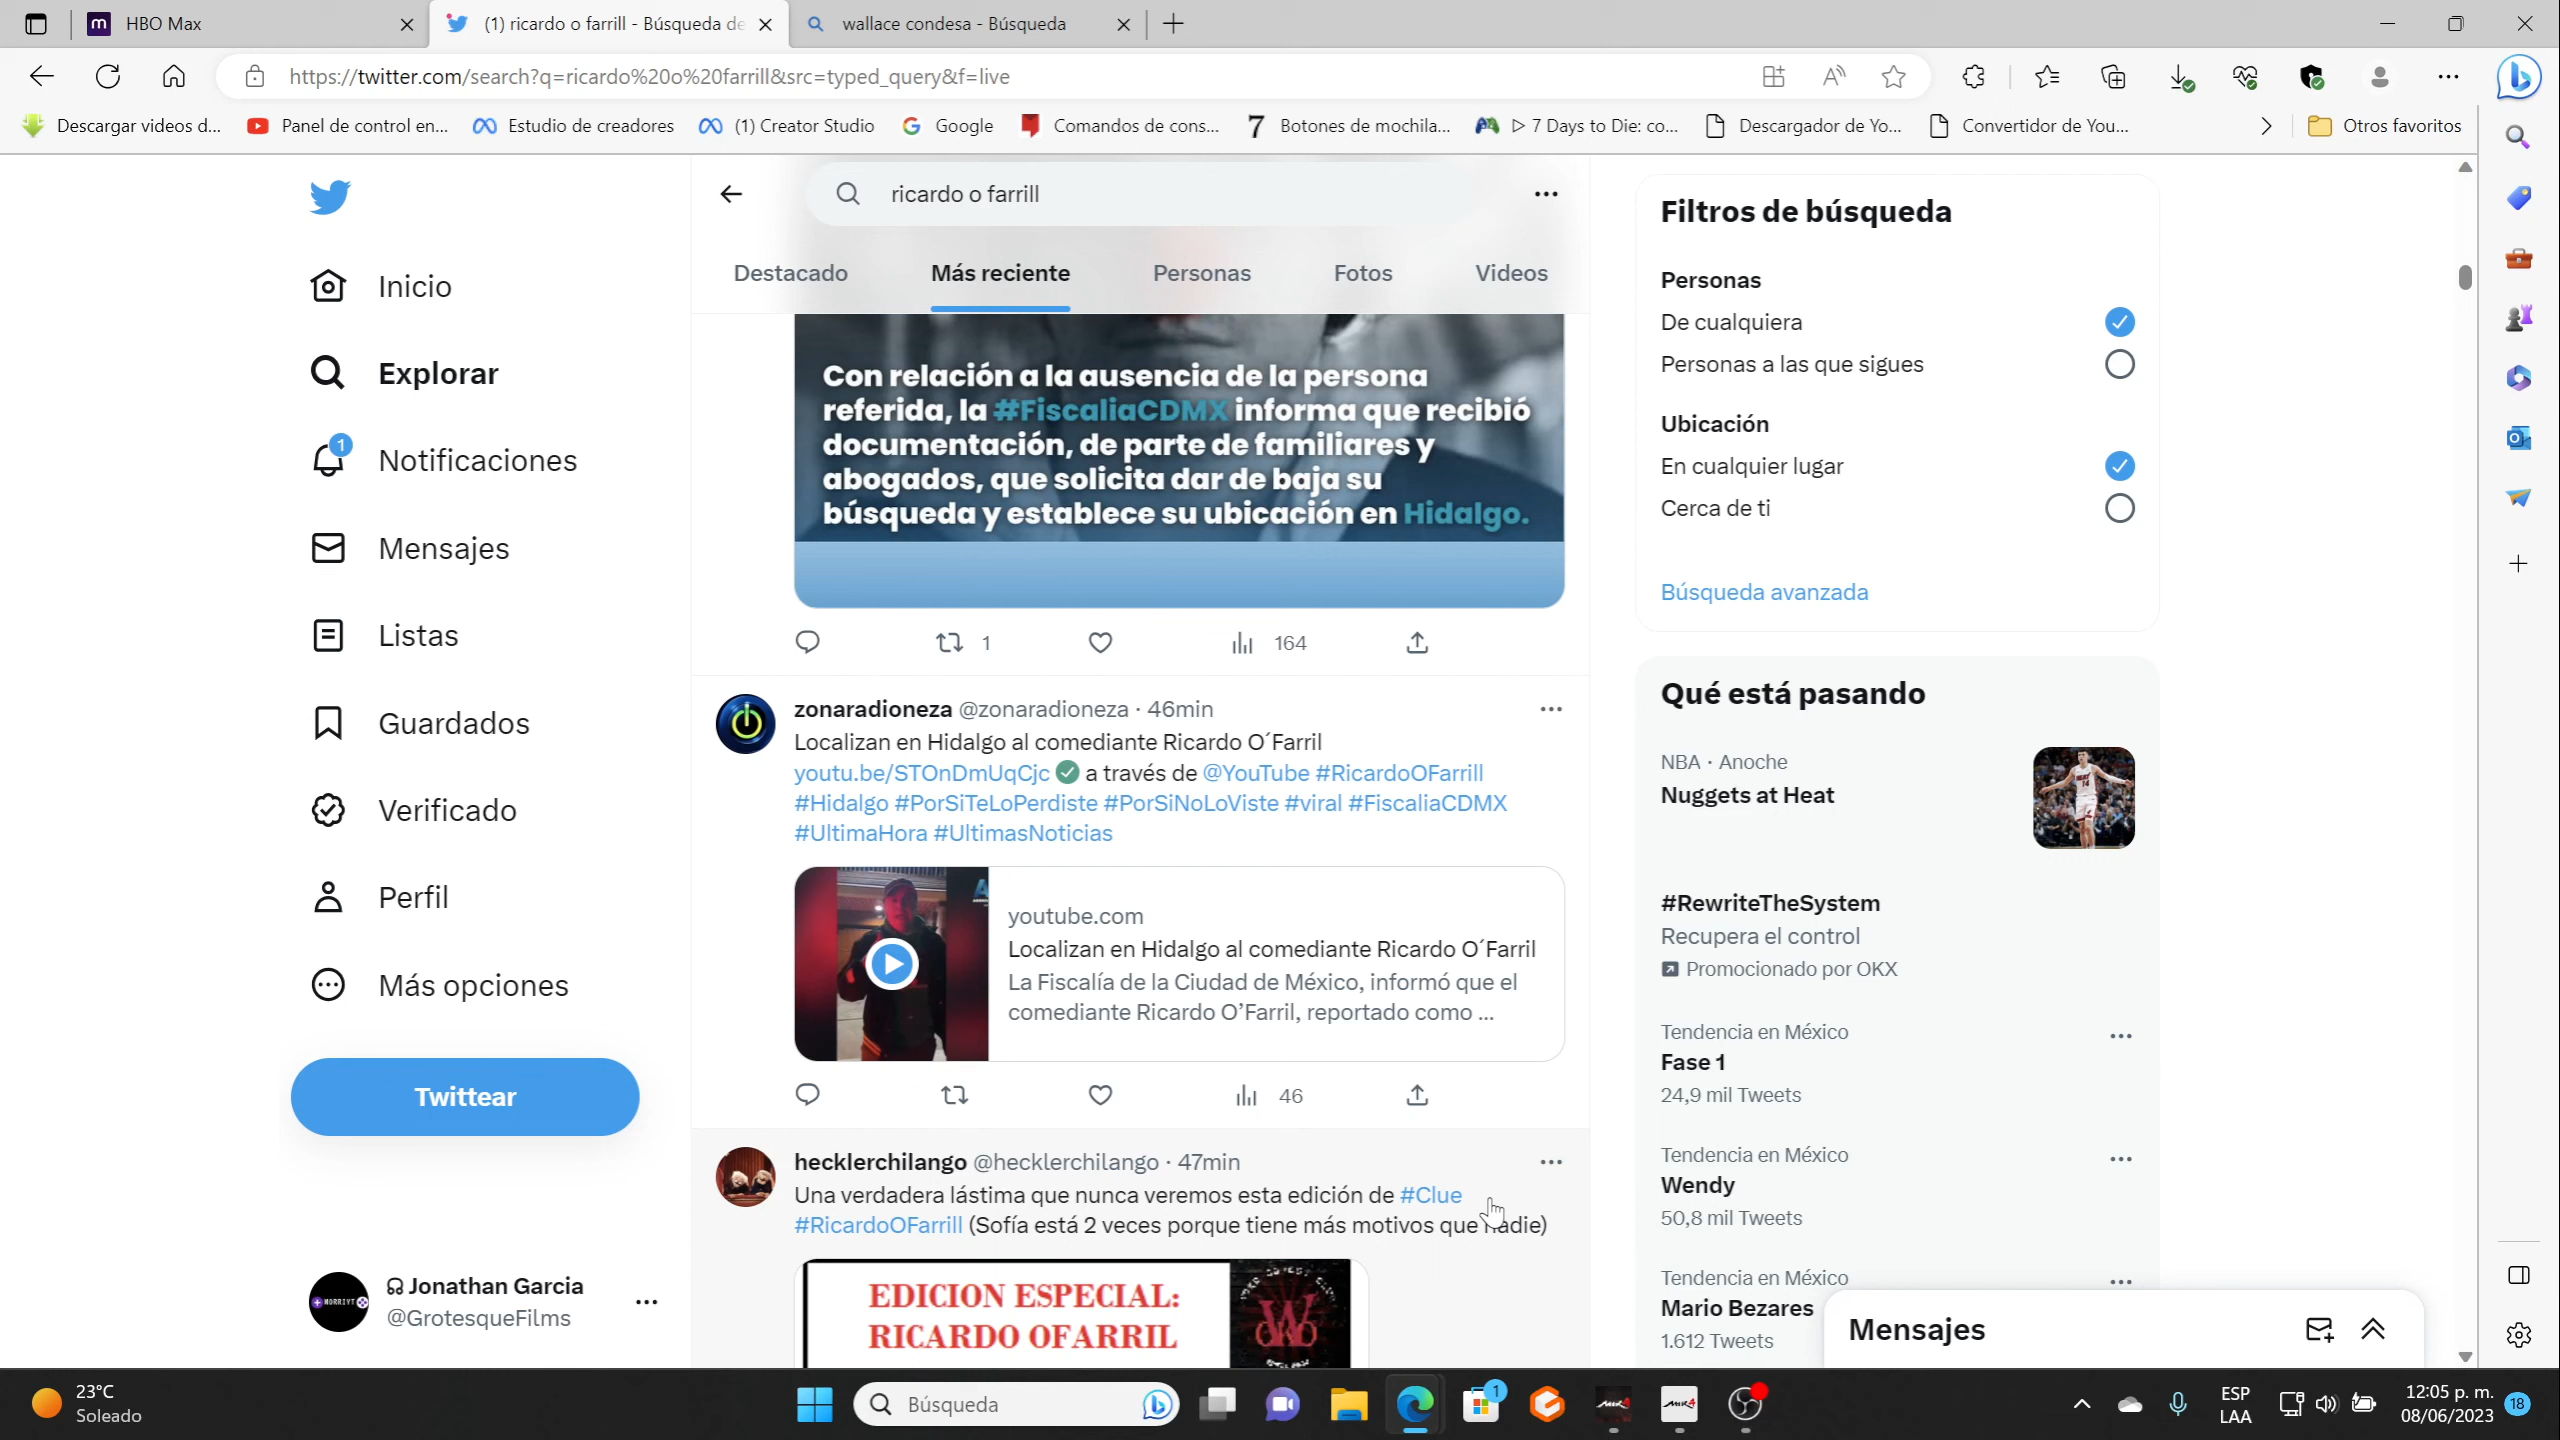 HBO Max
(1) ricardo o farrill - Búsqueda de
wallace condesa - Búsqueda
https://twitter.com/search?q=ricardo%20o%20farrill&src=typed_query&f=live
Descargar videos d...
Panel de control en...
Estudio de creadores
(1) Creator Studio
Google
Comandos de cons...
Botones de mochila...
▷ 7 Days to Die: co...
Descargador de Yo...
Convertidor de You...
Otros favoritos
Inicio
Explorar
1
Notificaciones
Mensajes
Listas
Guardados
Verificado
Perfil
Más opciones
Twittear
Jonathan Garcia
@GrotesqueFilms
ricardo o farrill
Destacado
Más reciente
Personas
Fotos
Videos
Con relación a la ausencia de la persona
referida, la #FiscaliaCDMX informa que recibió
documentación, de parte de familiares y
abogados, que solicita dar de baja su
búsqueda y establece su ubicación en Hidalgo.
1
164
zonaradioneza @zonaradioneza · 46min
Localizan en Hidalgo al comediante Ricardo O´Farril
youtu.be/STOnDmUqCjc a través de @YouTube #RicardoOFarrill
#Hidalgo #PorSiTeLoPerdiste #PorSiNoLoViste #viral #FiscaliaCDMX
#UltimaHora #UltimasNoticias
youtube.com
Localizan en Hidalgo al comediante Ricardo O´Farril
La Fiscalía de la Ciudad de México, informó que el
comediante Ricardo O’Farril, reportado como ...
46
hecklerchilango @hecklerchilango · 47min
Una verdadera lástima que nunca veremos esta edición de #Clue
#RicardoOFarrill (Sofía está 2 veces porque tiene más motivos que nadie)
EDICION ESPECIAL:
RICARDO OFARRIL
Filtros de búsqueda
Personas
De cualquiera
Personas a las que sigues
Ubicación
En cualquier lugar
Cerca de ti
Búsqueda avanzada
Qué está pasando
NBA · Anoche
Nuggets at Heat
#RewriteTheSystem
Recupera el control
Promocionado por OKX
Tendencia en México
Fase 1
24,9 mil Tweets
Tendencia en México
Wendy
50,8 mil Tweets
Tendencia en México
Mario Bezares
1.612 Tweets
Mensajes
23°C
Soleado
Búsqueda
1
ESP
LAA
12:05 p. m.
08/06/2023
18